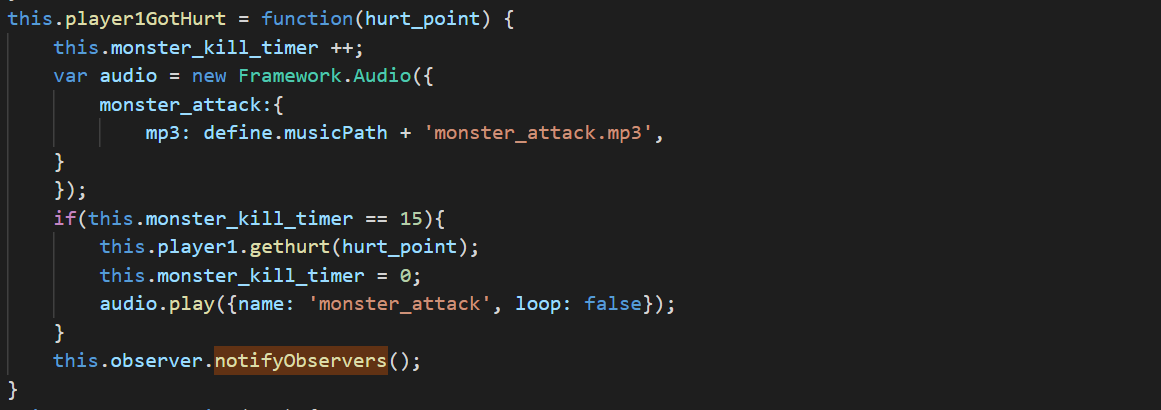 this.player1GotHurt = function(hurt_point) {
    this.monster_kill_timer ++;
    var audio = new Framework.Audio({
        monster_attack:{
            mp3: define.musicPath + 'monster_attack.mp3',
    }
    });
    if(this.monster_kill_timer == 15){
        this.player1.gethurt(hurt_point);
        this.monster_kill_timer = 0;
        audio.play({name: 'monster_attack', loop: false});
    }
    this.observer.notifyObservers();
}